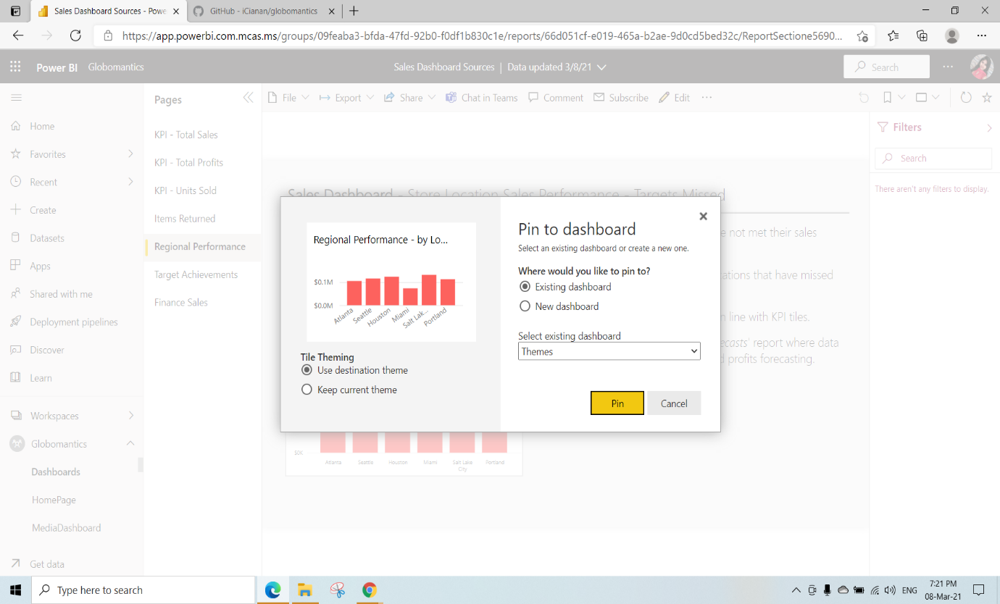 Sales Dashboard Sources - Powe
GitHub - iCianan/globomantics
https://app.powerbi.com.mcas.ms/groups/09feaba3-bfda-47fd-92b0-f0df1b830c1e/reports/66d051cf-e019-465a-b2ae-9d0cd5bed32c/ReportSectione5690...
Power BI Globomantics
Sales Dashboard Sources | Data updated 3/8/21
Search
Pages
File Export Share Chat in Teams Comment Subscribe Edit
Home
Favorites
Recent
Create
Datasets
Apps
Shared with me
Deployment pipelines
Discover
Learn
Workspaces
Globomantics
Dashboards
HomePage
MediaDashboard
Get data
KPI - Total Sales
KPI - Total Profits
KPI - Units Sold
Items Returned
Regional Performance
Target Achievements
Finance Sales
Filters
Search
There aren't any filters to display.
Sales Dashboard - Store Location Sales Performance - Targets Missed
e not met their sales
ations that have missed
n line with KPI tiles.
ecasts' report where data
d profits forecasting.
Regional Performance - by Lo...
$0.1M
$0.0M
Atlanta
Seattle
Houston
Miami
Salt Lak...
Portland
Tile Theming
Use destination theme
Keep current theme
Pin to dashboard
Select an existing dashboard or create a new one.
Where would you like to pin to?
Existing dashboard
New dashboard
Select existing dashboard
Themes
Pin Cancel
$0K
Atlanta Seattle Houston Miami Salt Lake City Portland
Type here to search
ENG
7:21 PM
08-Mar-21